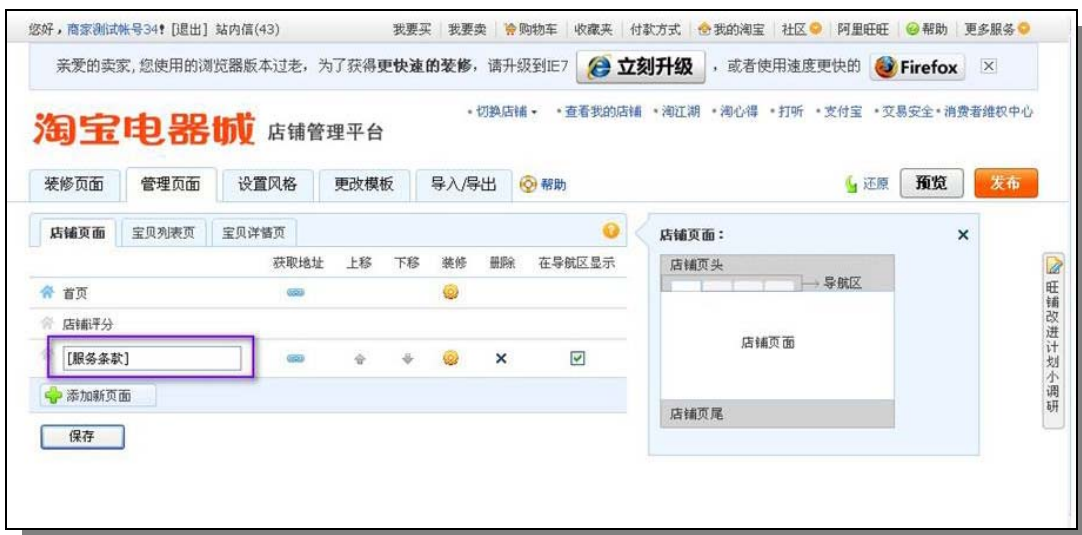 您好，商家测试帐号34! [退出] 站内信(43) 我要买 我要卖 购物车 收藏夹 付款方式 我的淘宝 社区 阿里旺旺 帮助 更多服务
亲爱的卖家,您使用的浏览器版本过老，为了获得更快速的装修，请升级到IE7 立刻升级 ，或者使用速度更快的 Firefox
·切换店铺 ·查看我的店铺 ·淘江湖 ·淘心得 ·打听 ·支付宝 ·交易安全·消费者维权中心
淘宝电器城 店铺管理平台
装修页面 管理页面 设置风格 更改模板 导入/导出 帮助 还原 预览 发布
店铺页面 宝贝列表页 宝贝详情页
获取地址 上移 下移 装修 删除 在导航区显示
首页
店铺评分
[服务条款]
添加新页面
保存
店铺页面：
店铺页头
导航区
店铺页面
店铺页尾
旺铺改进计划小调研